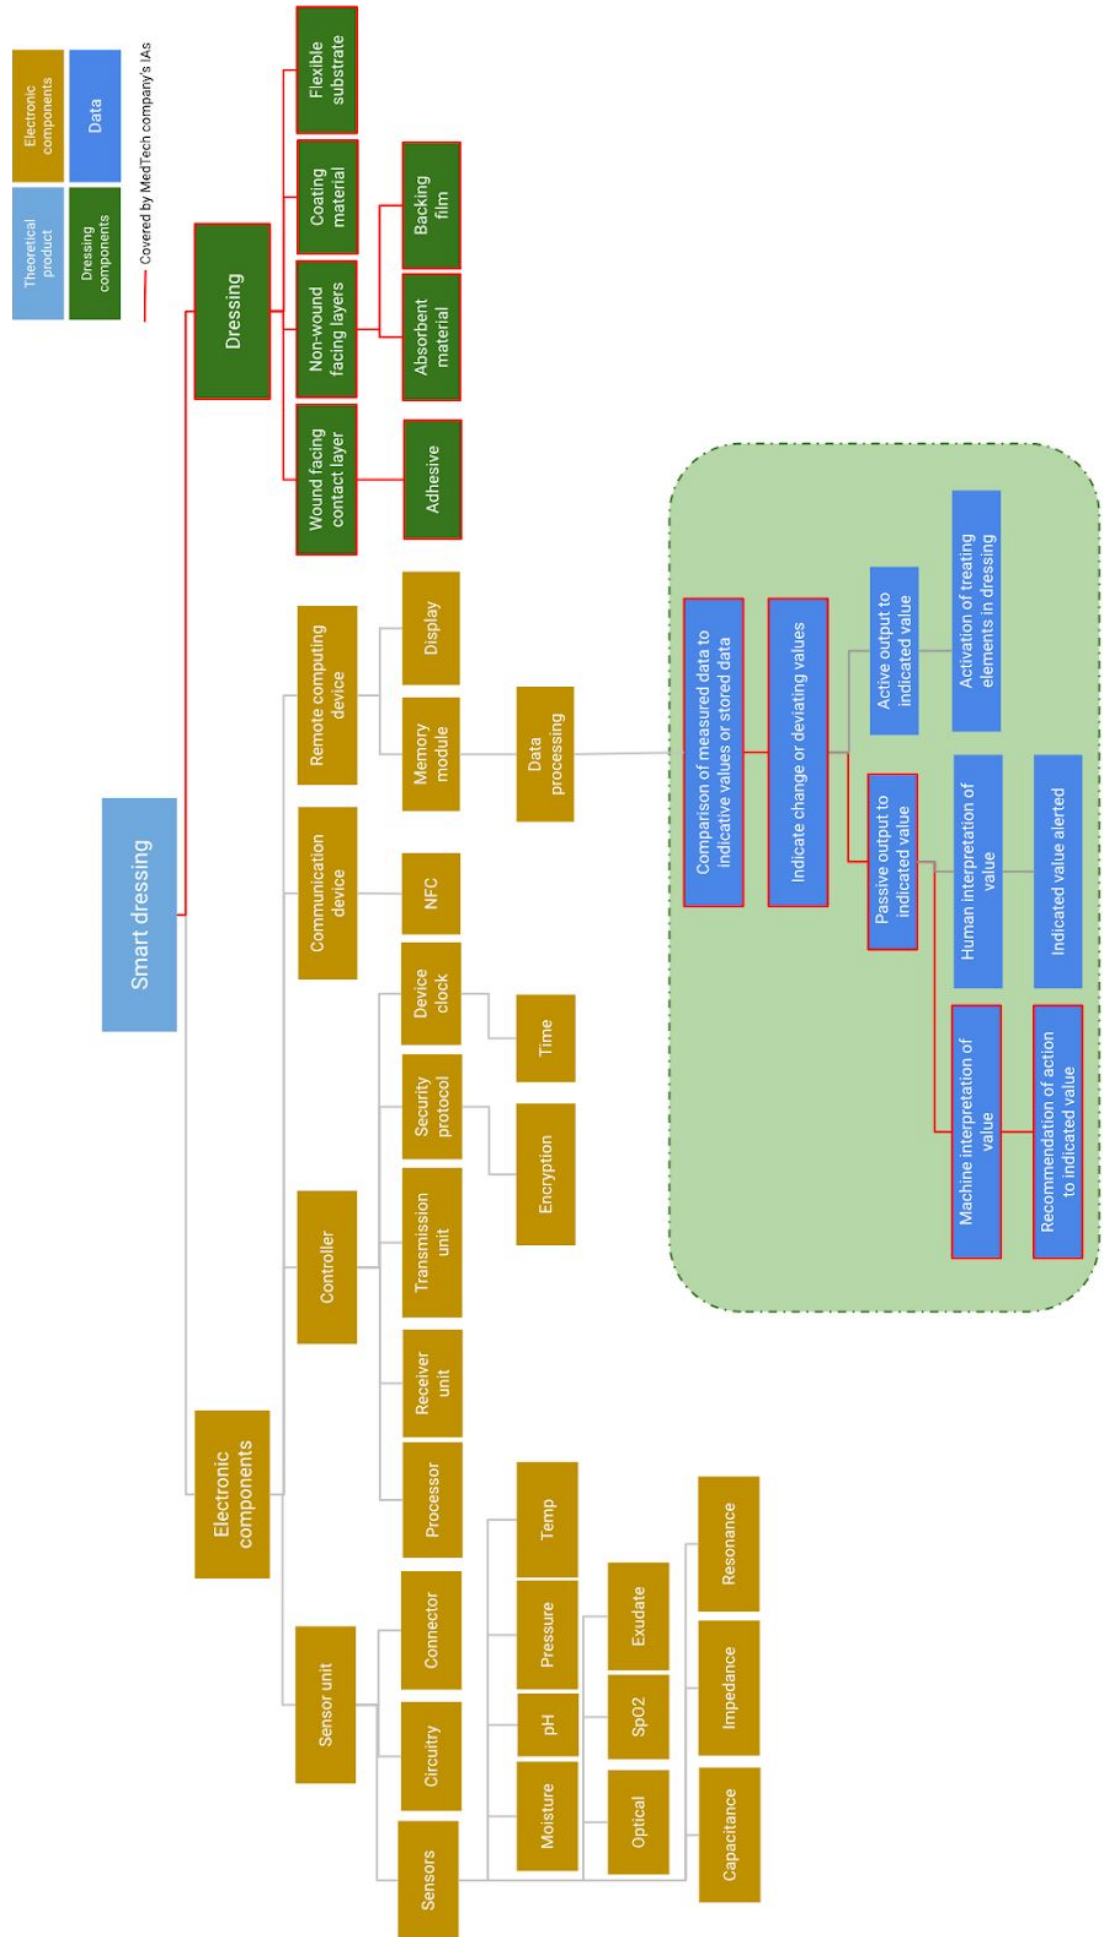 Theoretical
product
Electronic
components
Dressing
components
Data
Covered by MedTech company's IAs
Smart dressing
Electronic
components
Dressing
Sensor unit
Controller
Communication
device
Remote computing
device
Wound facing
contact layer
Non-wound
facing layers
Coating
material
Flexible
substrate
Sensors
Circuitry
Connector
Processor
Receiver
unit
Transmission
unit
Security
protocol
Device
clock
NFC
Memory
module
Display
Adhesive
Absorbent
material
Backing
film
Moisture
pH
Pressure
Temp
Encryption
Time
Data
processing
Optical
SpO2
Exudate
Capacitance
Impedance
Resonance
Comparison of measured data to
indicative values or stored data
Indicate change or deviating values
Passive output to
indicated value
Active output to
indicated value
Machine interpretation of
value
Human interpretation of
value
Activation of treating
elements in dressing
Recommendation of action
to indicated value
Indicated value alerted